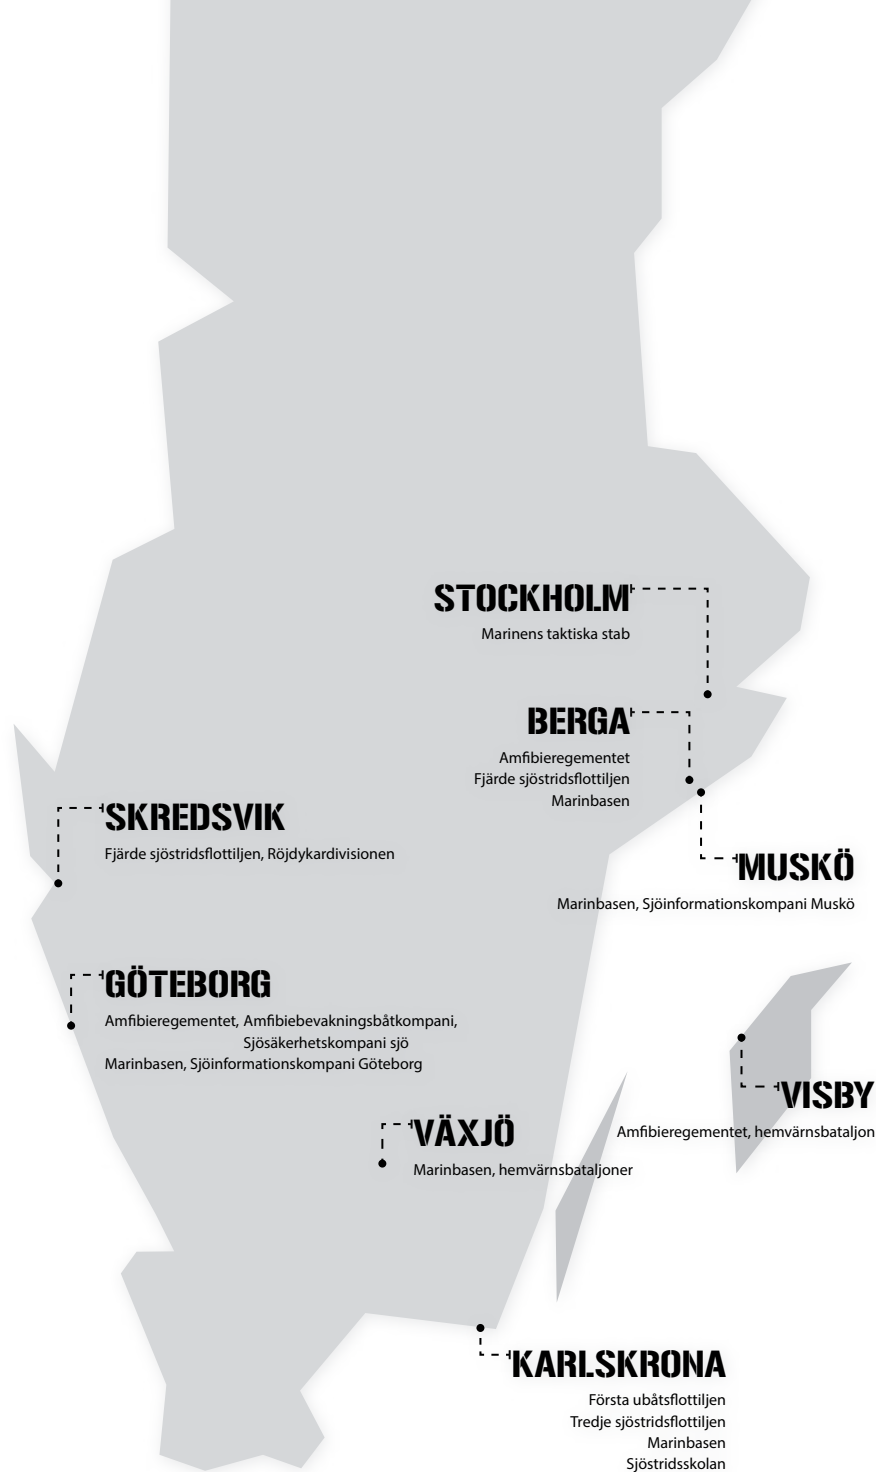 STOCKHOLM
Marinens taktiska stab
BERGA
Amfibieregementet
Fjärde sjöstridsflottiljen
Marinbasen
SKREDSVIK
Fjärde sjöstridsflottiljen, Röjdykardivisionen
MUSKÖ
Marinbasen, Sjöinformationskompani Muskö
GÖTEBORG
Amfibieregementet, Amfibiebevakningsbåtkompani,
Sjösäkerhetskompani sjö
Marinbasen, Sjöinformationskompani Göteborg
VISBY
Amfibieregementet, hemvärnsbataljon
VÄXJÖ
Marinbasen, hemvärnsbataljoner
KARLSKRONA
Första ubåtsflottiljen
Tredje sjöstridsflottiljen
Marinbasen
Sjöstridsskolan